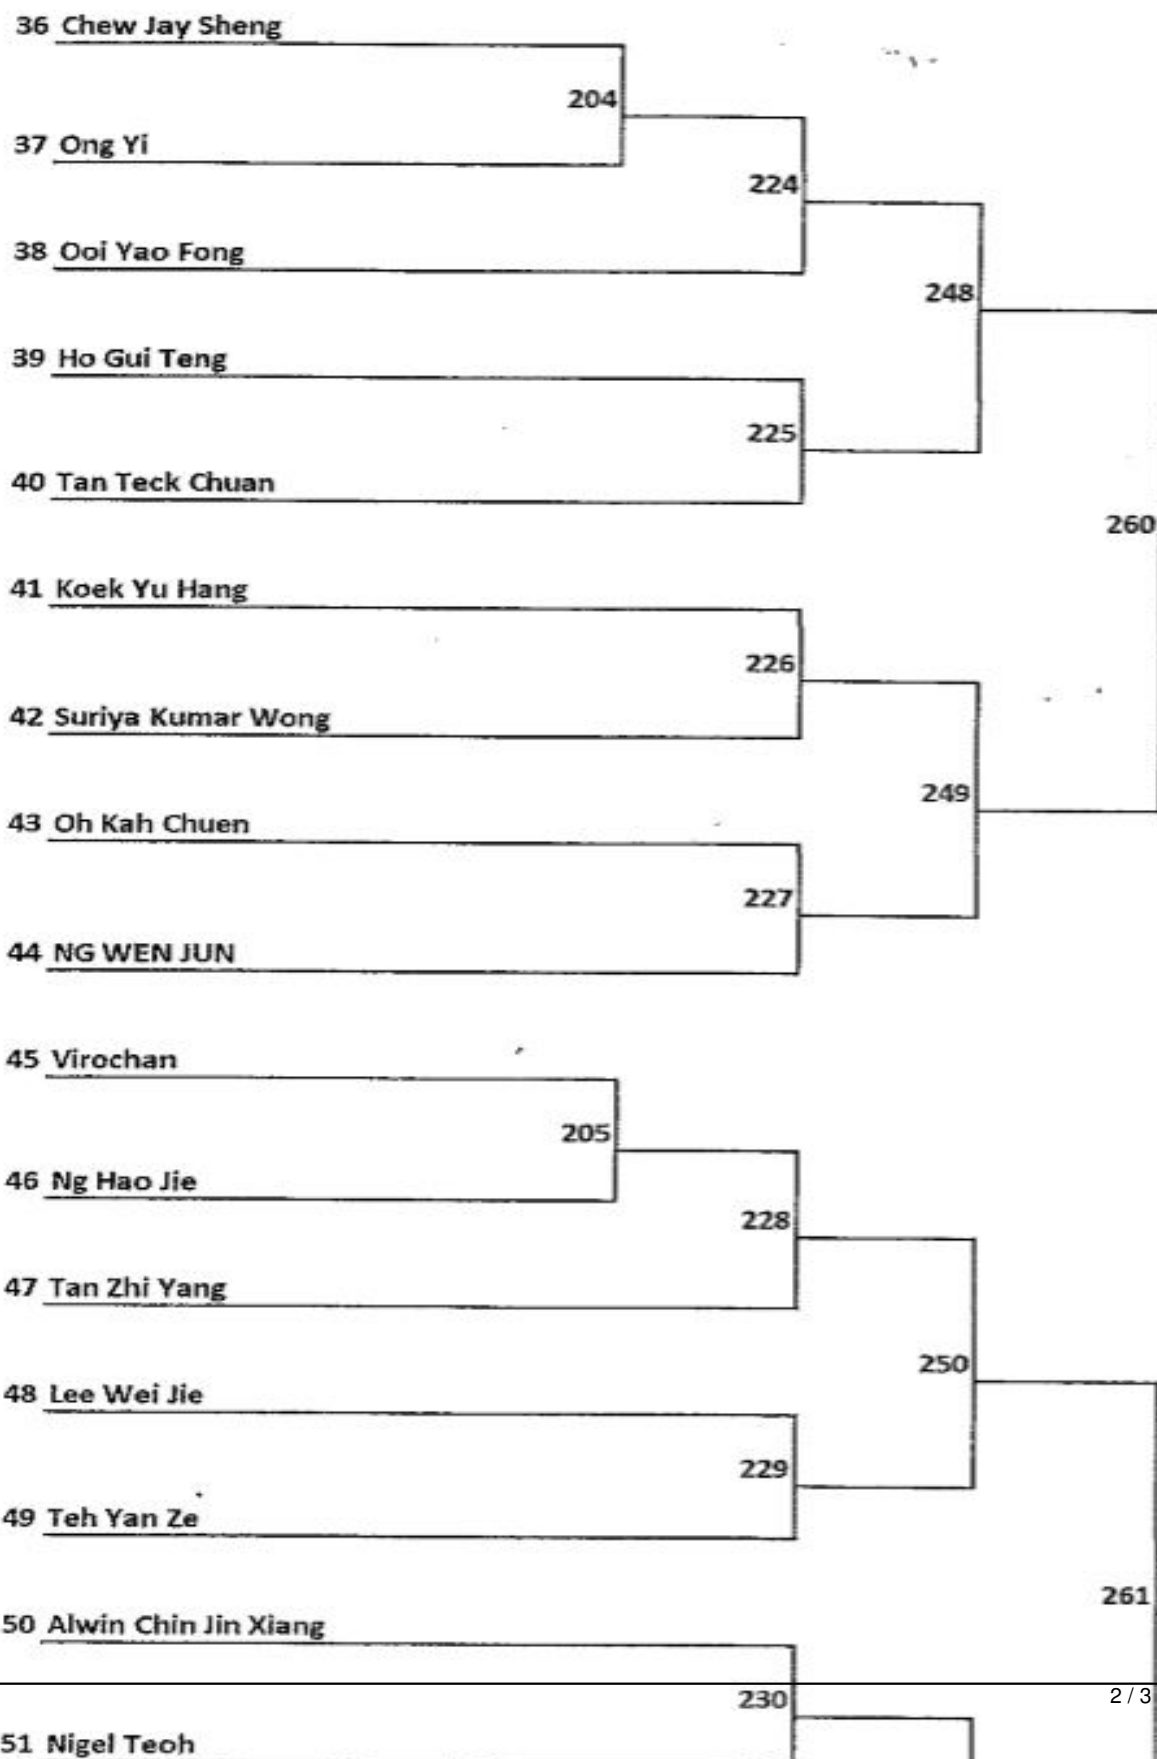 36 Chew Jay Sheng
204
37 Ong Yi
224
38 Ooi Yao Fong
248
39 Ho Gui Teng
225
40 Tan Teck Chuan
260
41 Koek Yu Hang
226
42 Suriya Kumar Wong
249
43 Oh Kah Chuen
227
44 NG WEN JUN
45 Virochan
205
46 Ng Hao Jie
228
47 Tan Zhi Yang
250
48 Lee Wei Jie
229
49 Teh Yan Ze
261
50 Alwin Chin Jin Xiang
230
2 / 3
51 Nigel Teoh